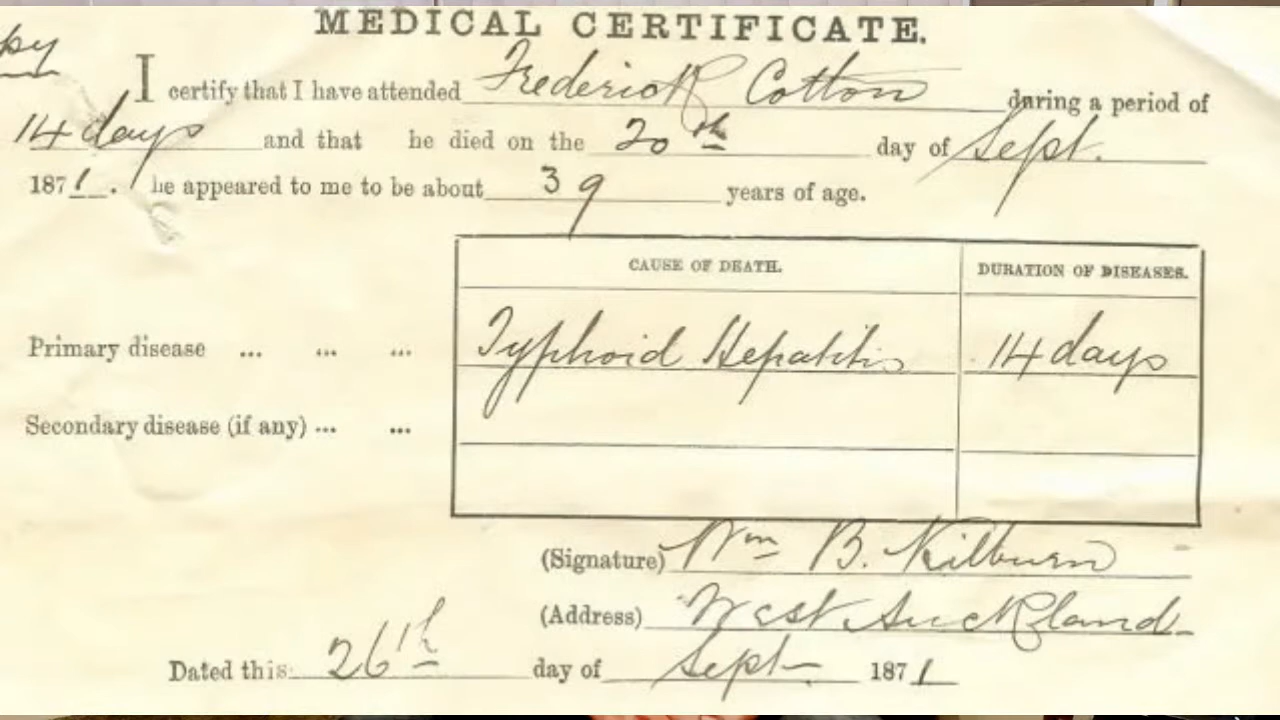 MEDICAL CERTIFICATE.
I certify that I have attended Frederick Cotton during a period of
14 days and that he died on the 20th day of Sept.
1871. he appeared to me to be about 39 years of age.
CAUSE OF DEATH. DURATION OF DISEASES.
Primary disease ... ... ... Typhoid Hepatitis 14 days
Secondary disease (if any) ... ...
(Signature) Wm B. Kilburn
(Address) West Auckland
Dated this 26th day of Sept 1871